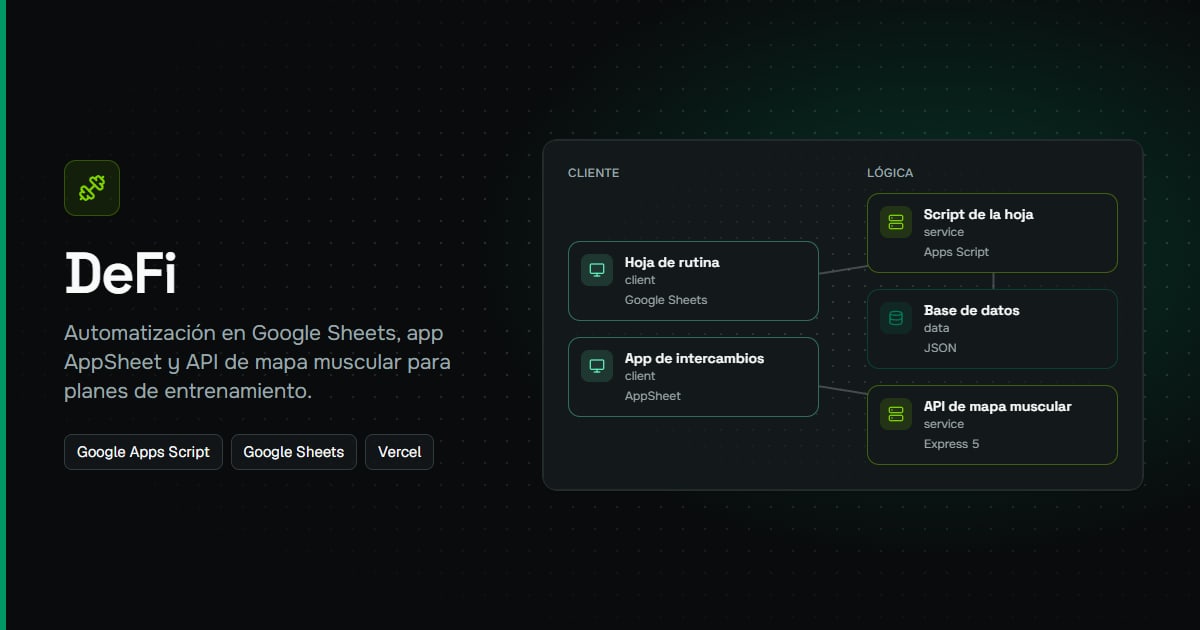 DeFi
Automatización en Google Sheets, app
AppSheet y API de mapa muscular para
planes de entrenamiento.
Google Apps Script
Google Sheets
Vercel
CLIENTE
Hoja de rutina
client
Google Sheets
App de intercambios
client
AppSheet
LÓGICA
Script de la hoja
service
Apps Script
Base de datos
data
JSON
API de mapa muscular
service
Express 5